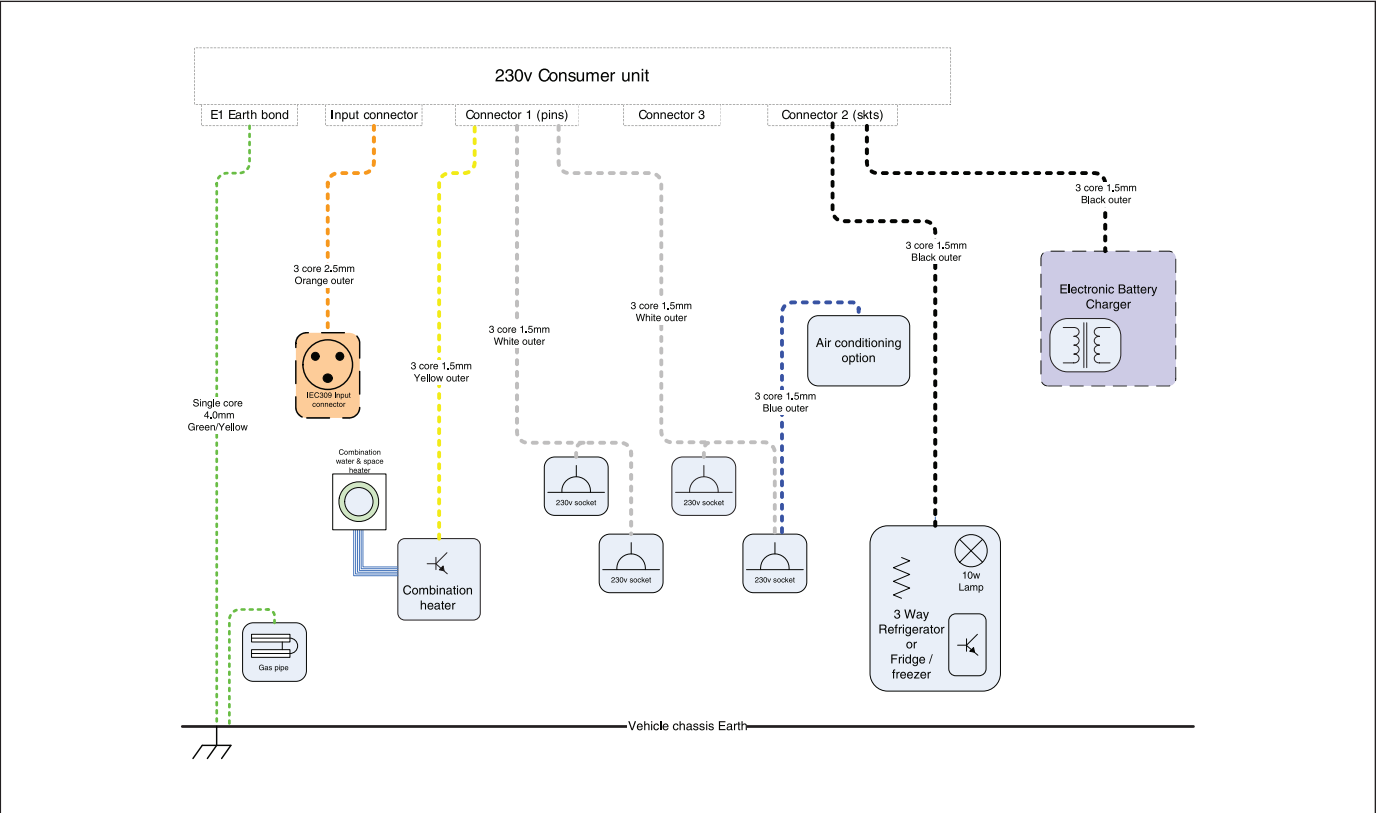 230v Consumer unit
E1 Earth bond
Input connector
Connector 1 (pins)
Connector 3
Connector 2 (skts)
3 core 1.5mm
Black outer
3 core 1.5mm
Black outer
3 core 2.5mm
Orange outer
Electronic Battery
Charger
3 core 1.5mm
White outer
3 core 1.5mm
White outer
Air conditioning
option
3 core 1.5mm
Yellow outer
IEC309 Input
connector
Single core
4.0mm
Green/Yellow
3 core 1.5mm
Blue outer
Combination
water & space
heater
230v socket
230v socket
230v socket
230v socket
10w
Lamp
Combination
heater
3 Way
Refrigerator
or
Fridge /
freezer
Gas pipe
Vehicle chassis Earth